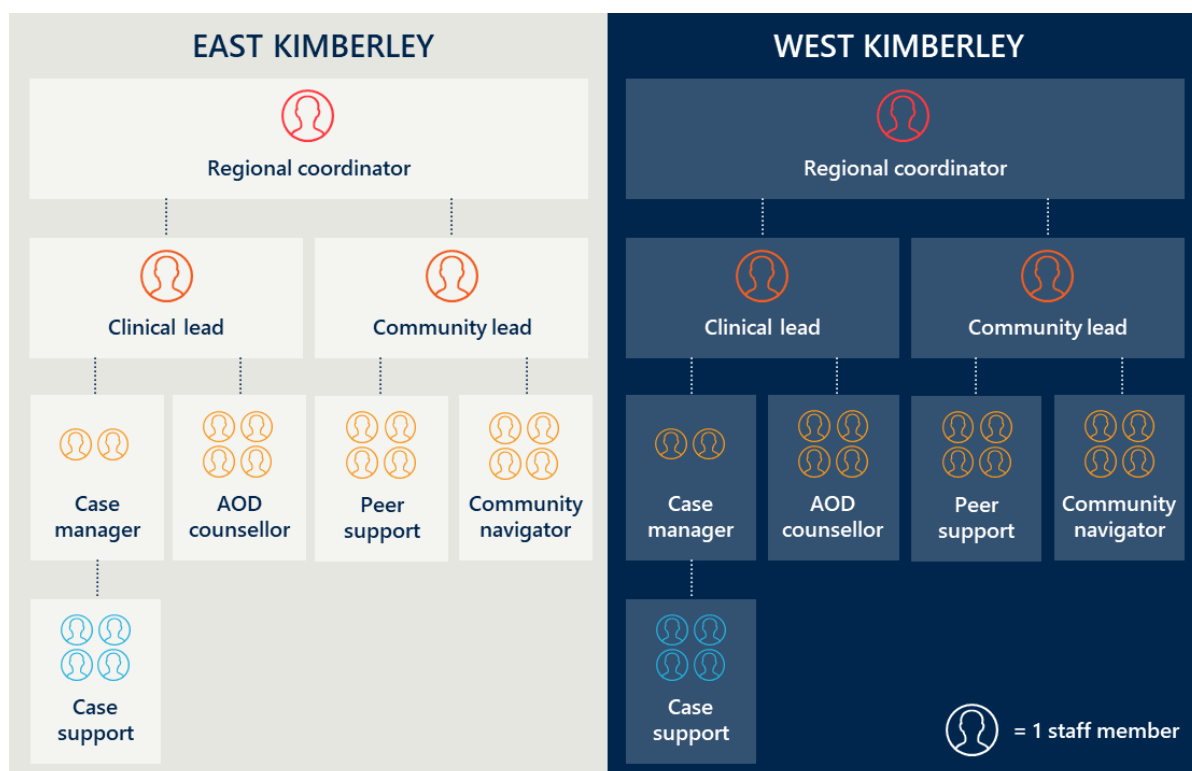 EAST KIMBERLEY
Regional coordinator
Clinical lead
Community lead
Case
manager
AOD
counsellor
Peer
support
Community
navigator
Case
support
WEST KIMBERLEY
Regional coordinator
Clinical lead
Community lead
Case
manager
AOD
counsellor
Peer
support
Community
navigator
Case
support
= 1 staff member